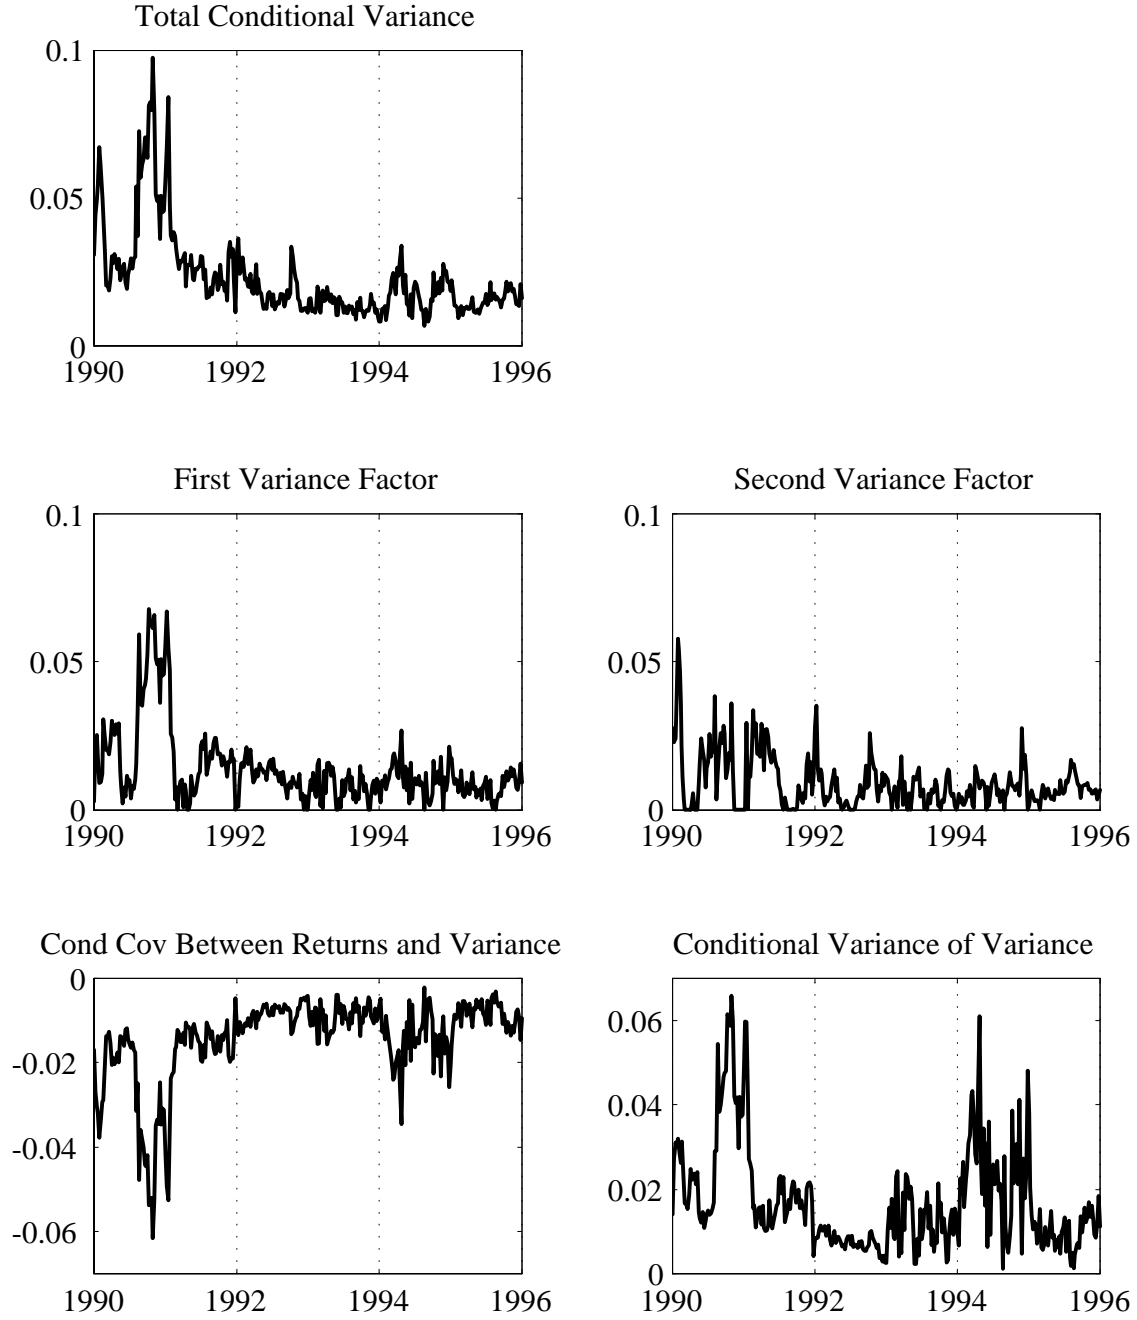 Total Conditional Variance
0.1
0.05
0
1990 1992 1994 1996
First Variance Factor
0.1
0.05
0
1990 1992 1994 1996
Second Variance Factor
0.1
0.05
0
1990 1992 1994 1996
Cond Cov Between Returns and Variance
0
-0.02
-0.04
-0.06
1990 1992 1994 1996
Conditional Variance of Variance
0.06
0.04
0.02
0
1990 1992 1994 1996